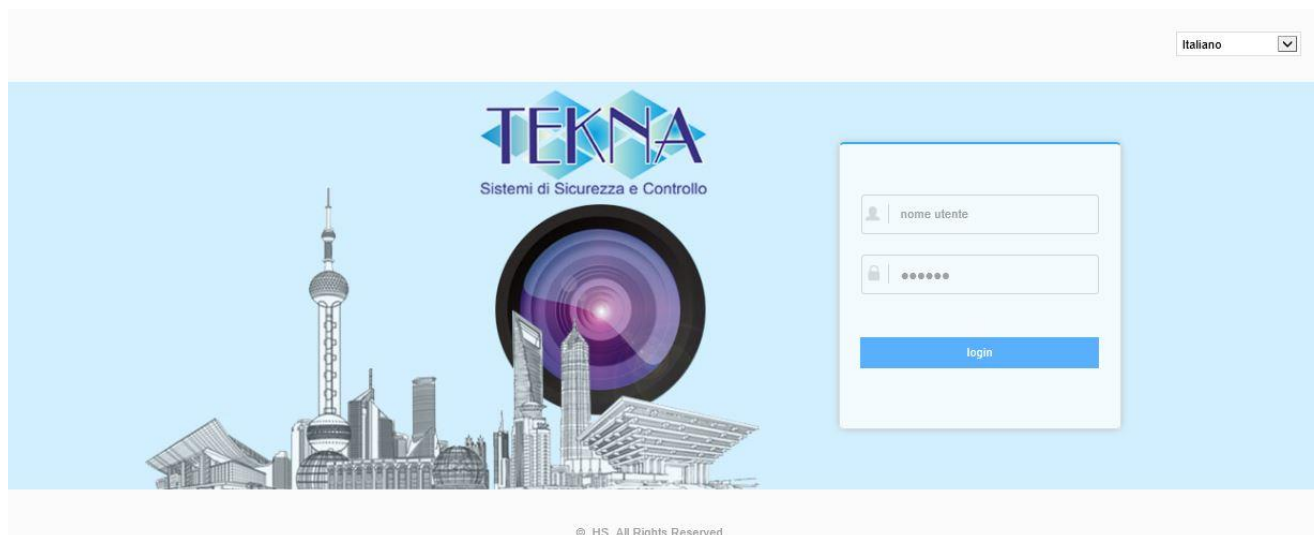 Italiano
TEKNA
Sistemi di Sicurezza e Controllo
nome utente
●●●●●●
login
© HS All Rights Reserved